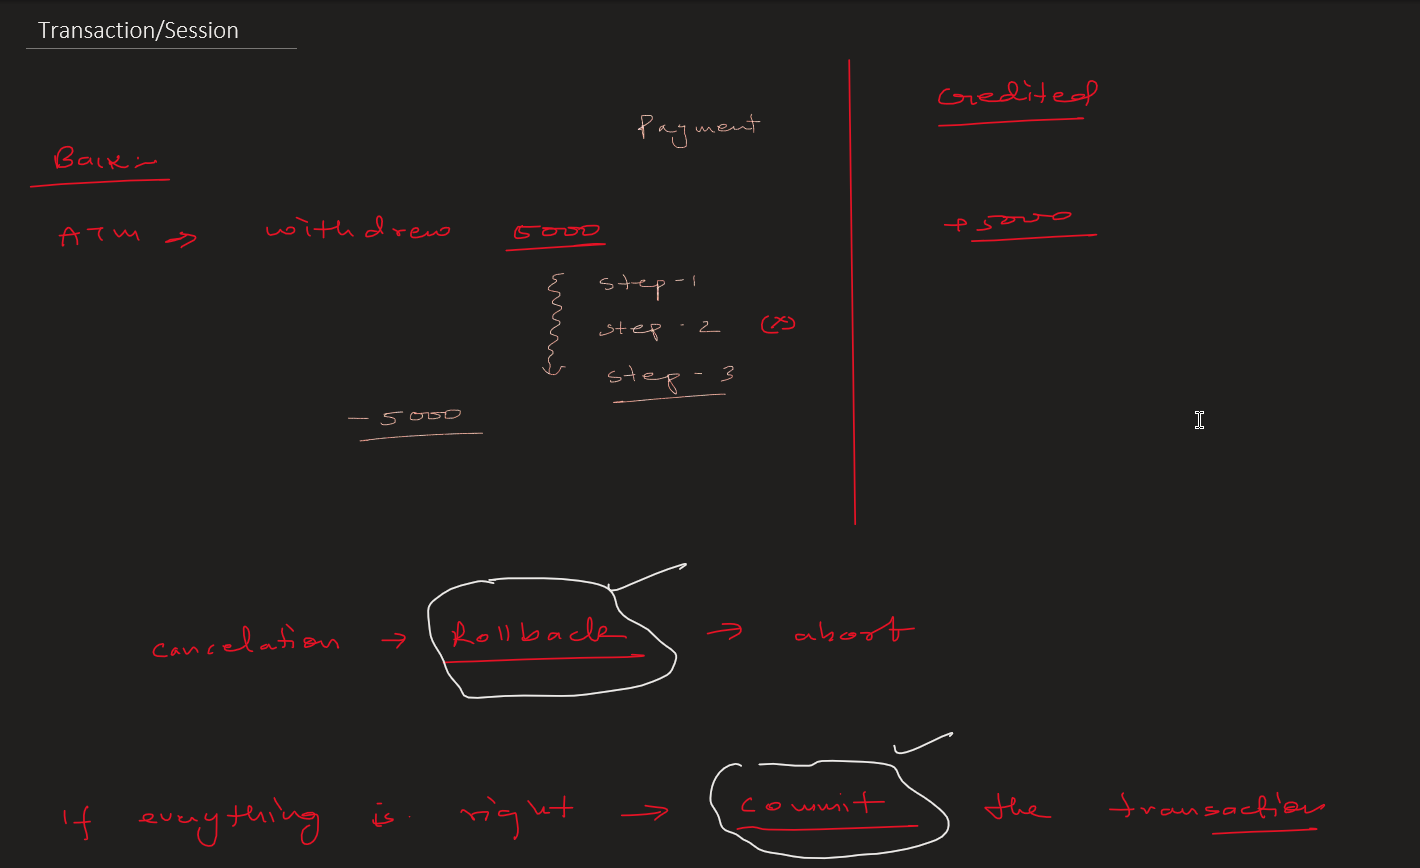 Transaction/Session
Payment
Credited
Bank:-
ATM → withdrew 5000
+5000
step-1
step-2 (x)
step-3
-5000
cancelation → Rollback → abort
If everything is right → commit the transaction